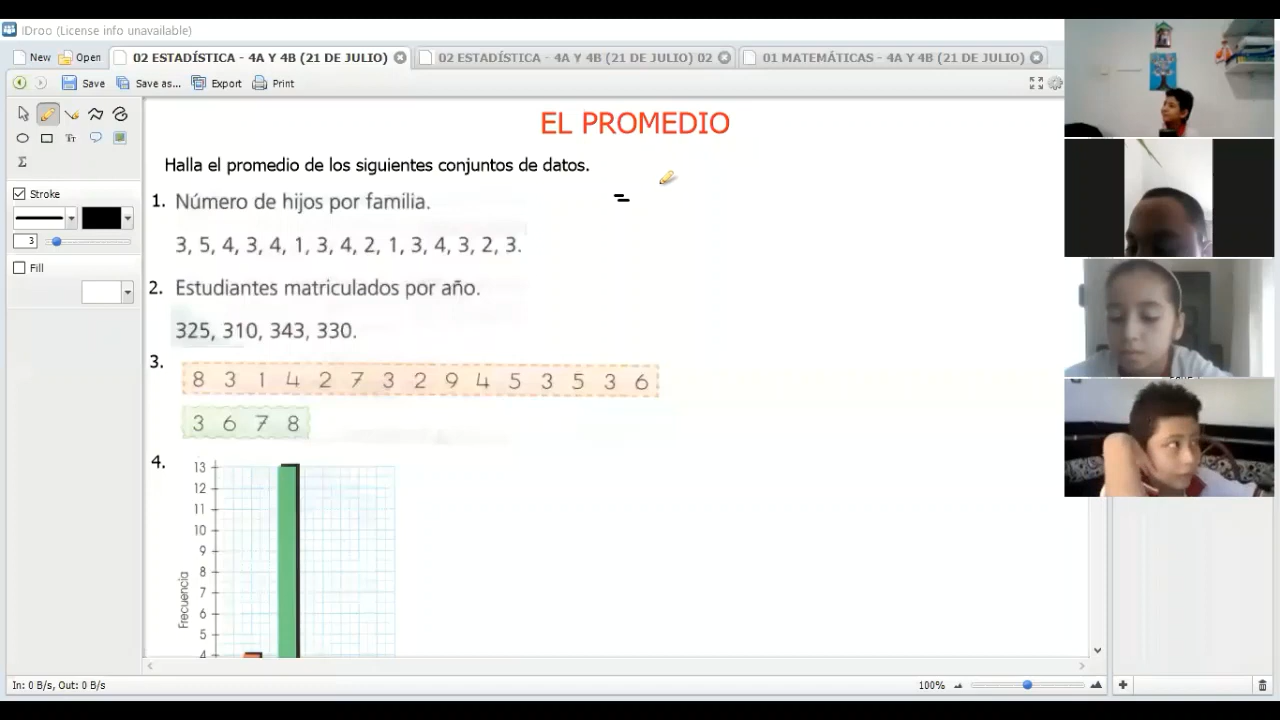 iDroo (License info unavailable)
New Open 02 ESTADÍSTICA - 4A Y 4B (21 DE JULIO) 02 ESTADÍSTICA - 4A Y 4B (21 DE JULIO) 02 01 MATEMÁTICAS - 4A Y 4B (21 DE JULIO)
Save Save as... Export Print
EL PROMEDIO
Halla el promedio de los siguientes conjuntos de datos.
1. Número de hijos por familia. =
3, 5, 4, 3, 4, 1, 3, 4, 2, 1, 3, 4, 3, 2, 3.
2. Estudiantes matriculados por año.
325, 310, 343, 330.
3.
8 3 1 4 2 7 3 2 9 4 5 3 5 3 6
3 6 7 8
4.
13
12
11
10
9
8
7
6
5
4
Frecuencia
Tт
Σ
Stroke
3
Fill
In: 0 B/s, Out: 0 B/s
100%